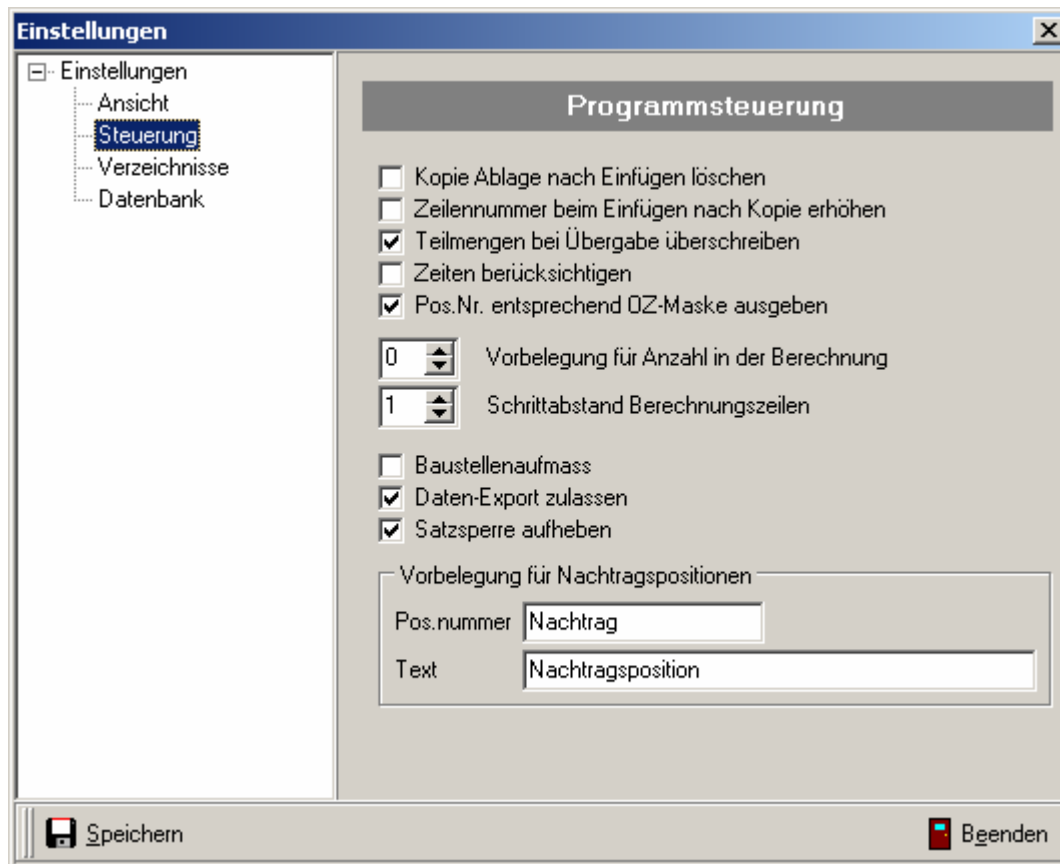 Einstellungen
Einstellungen
Ansicht
Steuerung
Verzeichnisse
Datenbank
Programmsteuerung
Kopie Ablage nach Einfügen löschen
Zeilennummer beim Einfügen nach Kopie erhöhen
Teilmengen bei Übergabe überschreiben
Zeiten berücksichtigen
Pos.Nr. entsprechend OZ-Maske ausgeben
0 Vorbelegung für Anzahl in der Berechnung
1 Schrittabstand Berechnungszeilen
Baustellenaufmass
Daten-Export zulassen
Satzsperre aufheben
Vorbelegung für Nachtragspositionen
Pos.nummer Nachtrag
Text Nachtragsposition
Speichern
Beenden